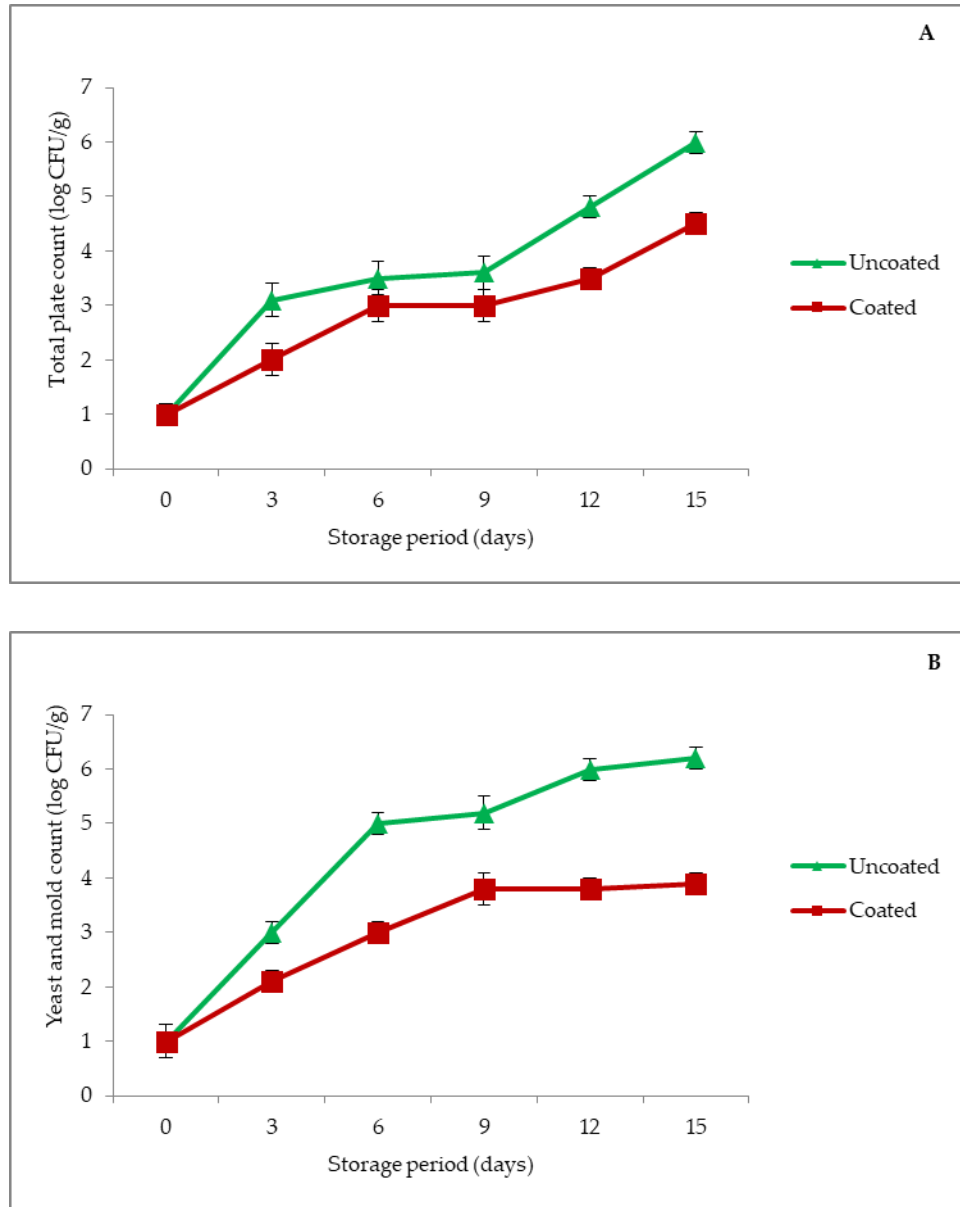 A
Total plate count (log CFU/g)
7
6
5
4
3
2
1
0
0 3 6 9 12 15
Storage period (days)
Uncoated
Coated
B
Yeast and mold count (log CFU/g)
7
6
5
4
3
2
1
0
0 3 6 9 12 15
Storage period (days)
Uncoated
Coated